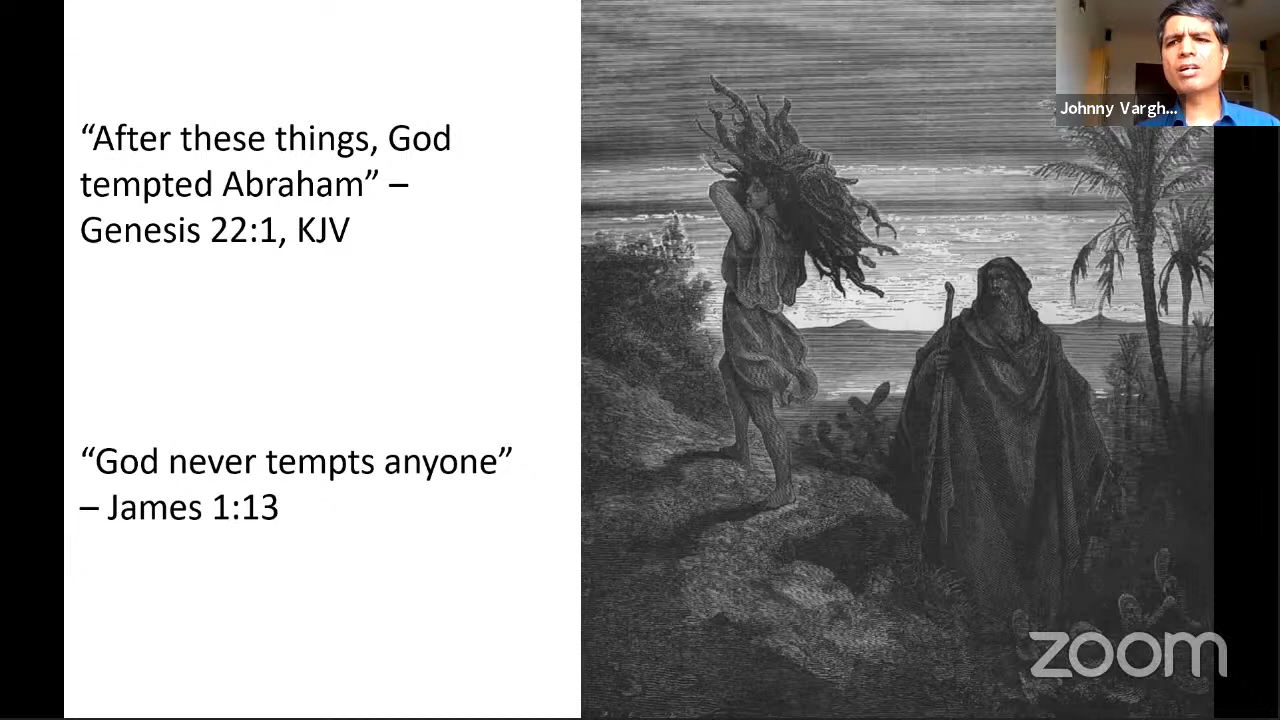 “After these things, God
tempted Abraham” –
Genesis 22:1, KJV
“God never tempts anyone”
– James 1:13
Johnny Vargh...
zoom